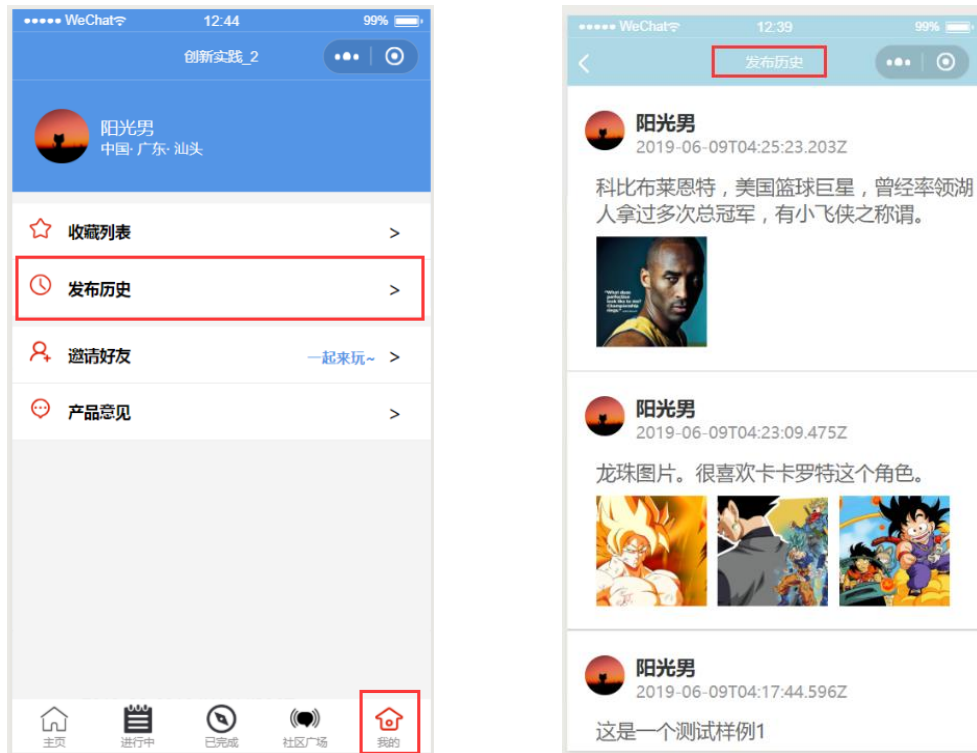 WeChat 12:44 99%
创新实践_2
阳光男
中国· 广东· 汕头
收藏列表 >
发布历史 >
邀请好友 一起来玩~ >
产品意见 >
主页 进行中 已完成 社区广场 我的
WeChat 12:39 99%
发布历史
阳光男
2019-06-09T04:25:23.203Z
科比布莱恩特，美国篮球巨星，曾经率领湖
人拿过多次总冠军，有小飞侠之称谓。
阳光男
2019-06-09T04:23:09.475Z
龙珠图片。很喜欢卡卡罗特这个角色。
阳光男
2019-06-09T04:17:44.596Z
这是一个测试样例1